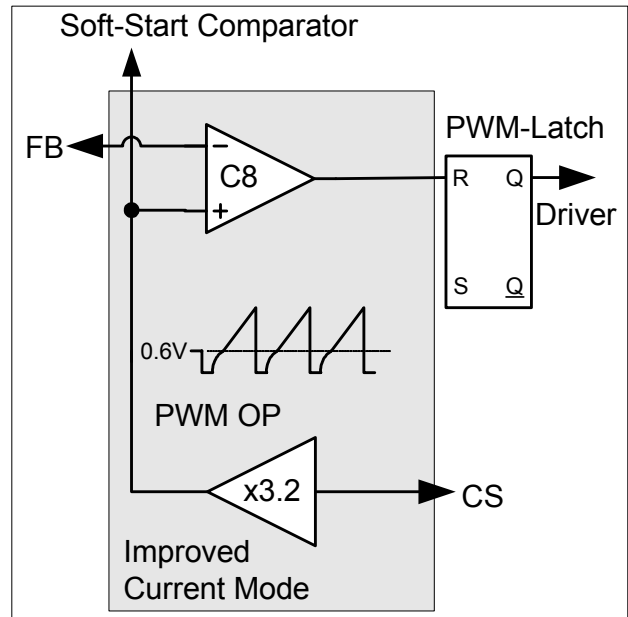 Soft-Start Comparator
FB
PWM-Latch
−
C8
+
R Q
Driver
S Q
0.6V
PWM OP
x3.2
CS
Improved
Current Mode